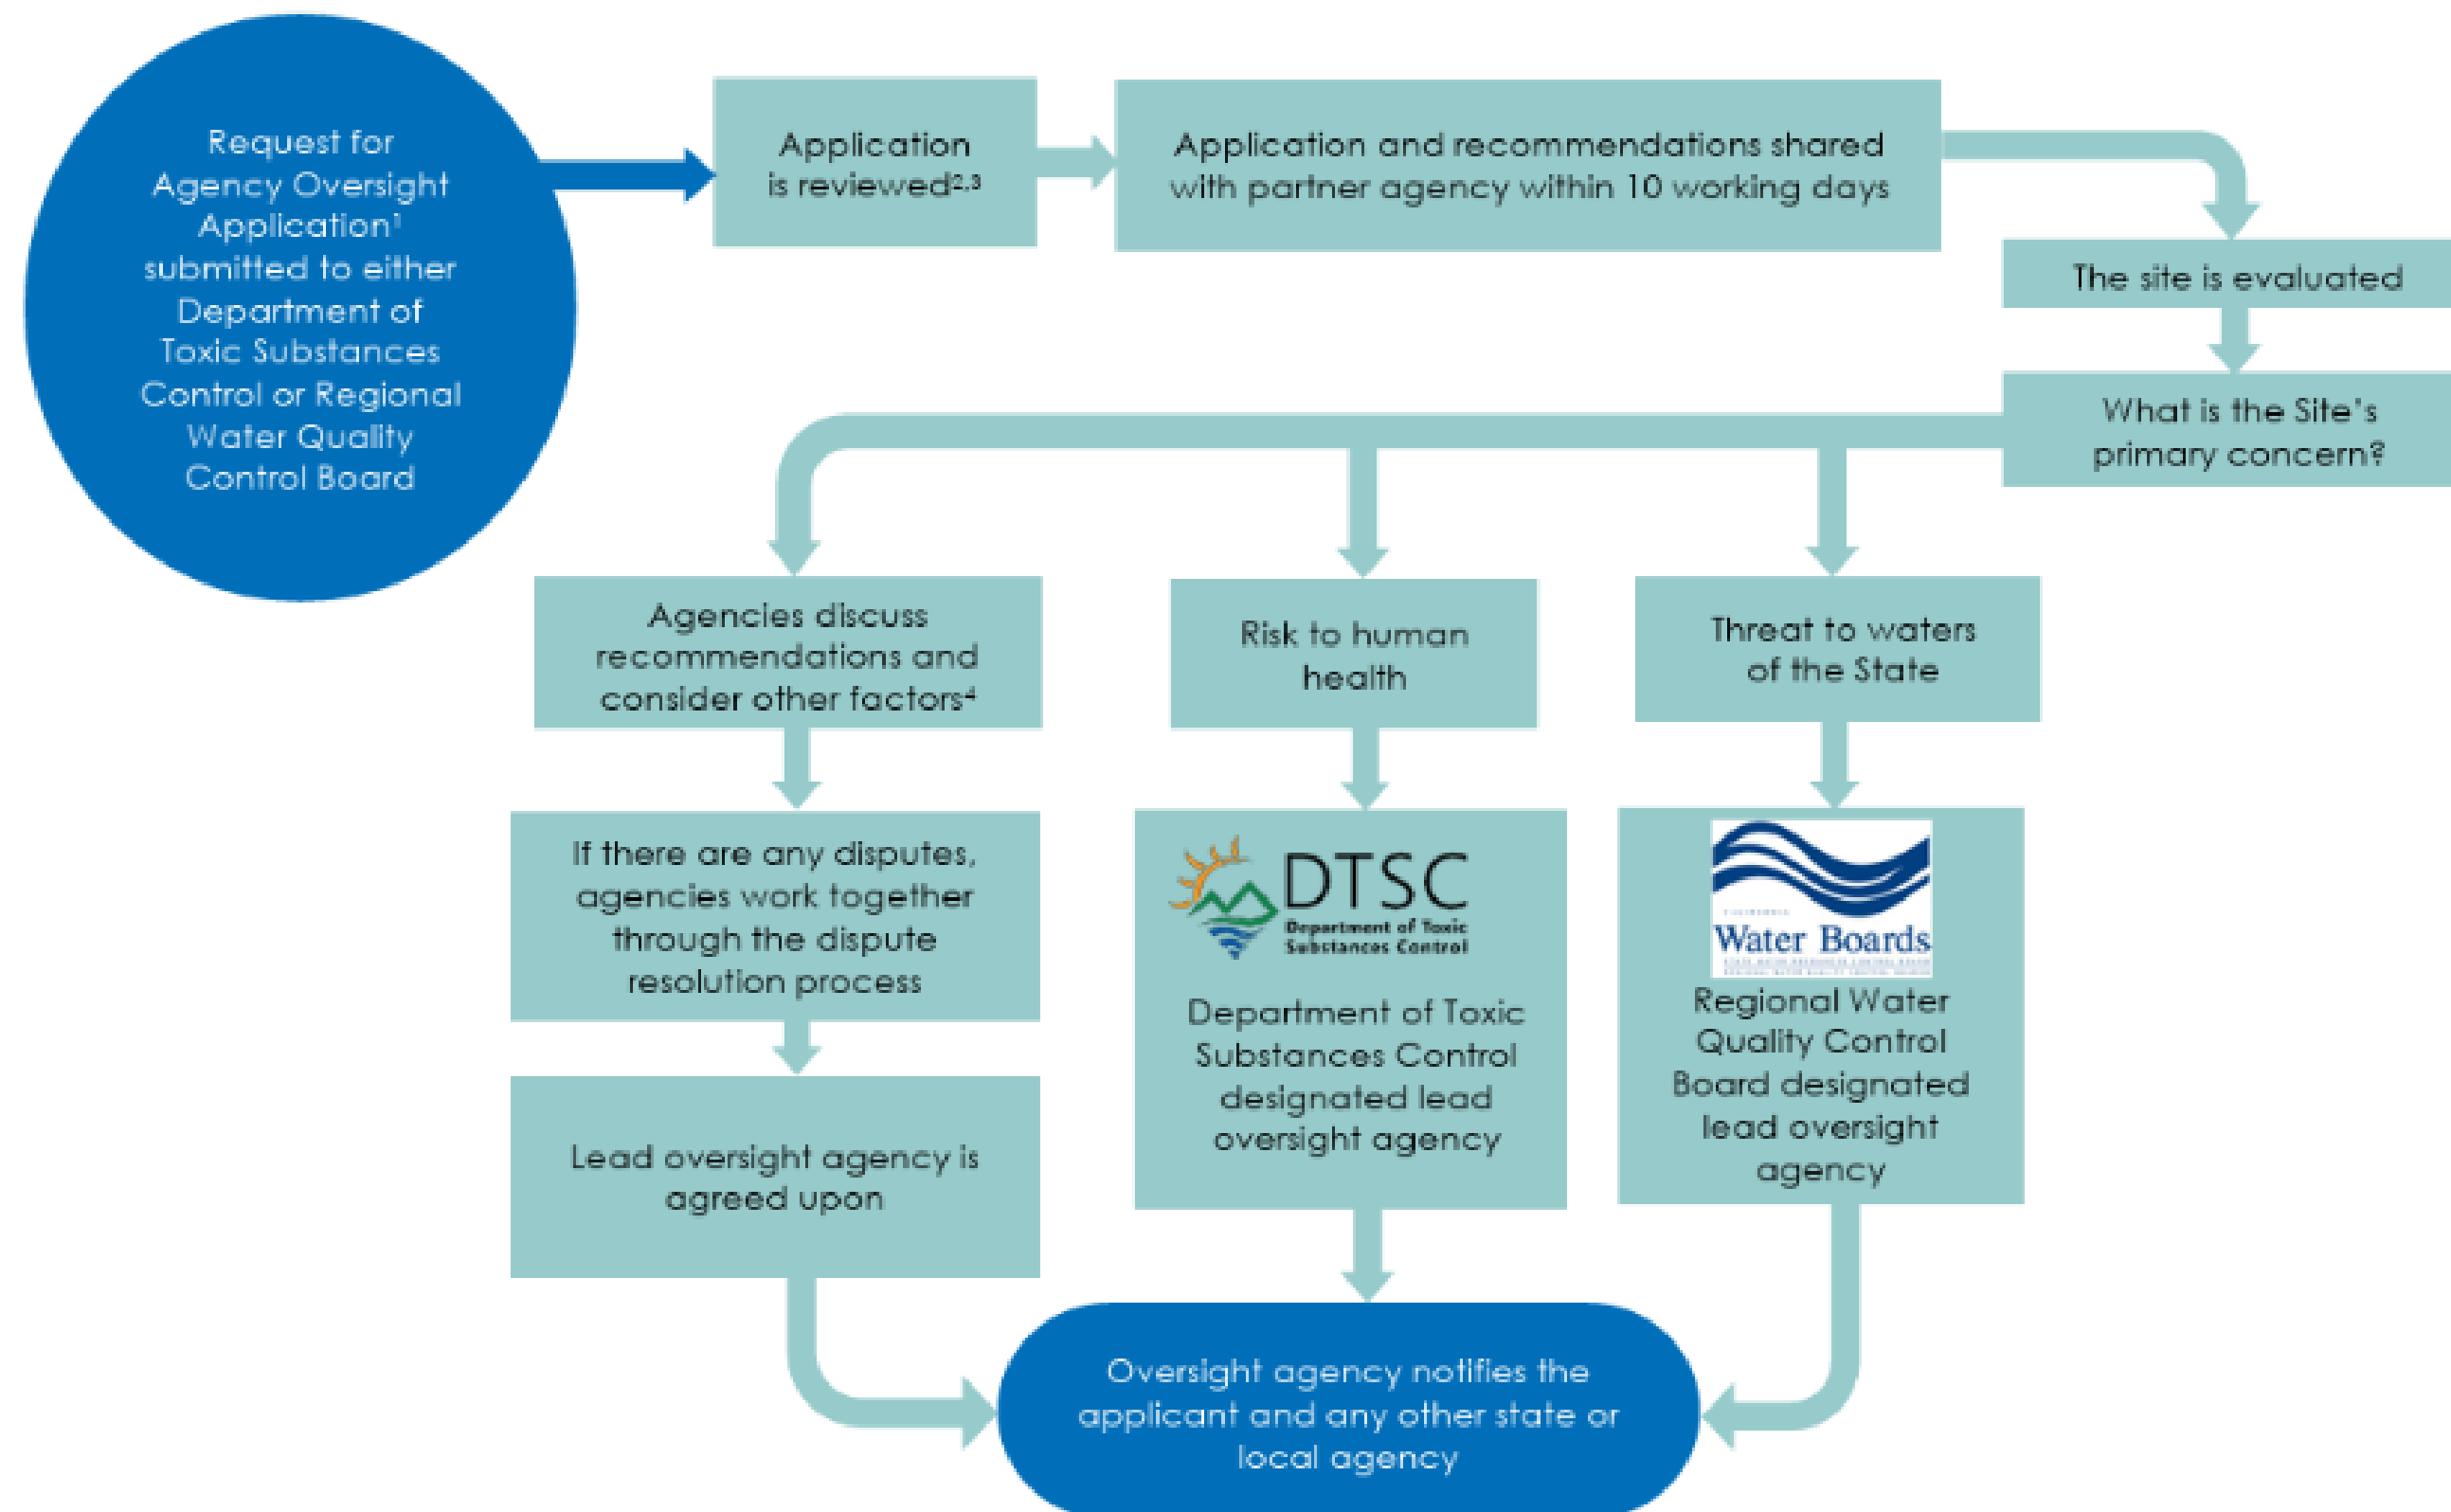 Request for
Agency Oversight
Application¹
submitted to either
Department of
Toxic Substances
Control or Regional
Water Quality
Control Board
Application
is reviewed²,³
Application and recommendations shared
with partner agency within 10 working days
The site is evaluated
What is the Site's
primary concern?
Agencies discuss
recommendations and
consider other factors⁴
If there are any disputes,
agencies work together
through the dispute
resolution process
Lead oversight agency is
agreed upon
Risk to human
health
DTSC
Department of Toxic
Substances Control
Department of Toxic
Substances Control
designated lead
oversight agency
Threat to waters
of the State
CALIFORNIA
Water Boards
Regional Water
Quality Control
Board designated
lead oversight
agency
Oversight agency notifies the
applicant and any other state or
local agency